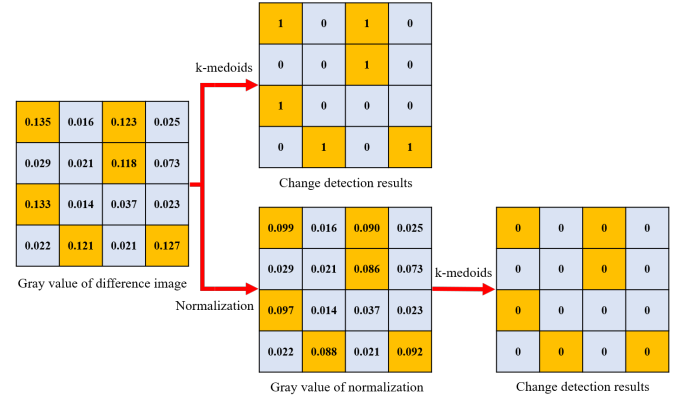 1 0 1 0
0 0 1 0
k-medoids
1 0 0 0
0 1 0 1
Change detection results
0.135 0.016 0.123 0.025
0.029 0.021 0.118 0.073
0.133 0.014 0.037 0.023
0.022 0.121 0.021 0.127
Gray value of difference image
Normalization
0.099 0.016 0.090 0.025
0.029 0.021 0.086 0.073
0.097 0.014 0.037 0.023
0.022 0.088 0.021 0.092
Gray value of normalization
k-medoids
0 0 0 0
0 0 0 0
0 0 0 0
0 0 0 0
Change detection results